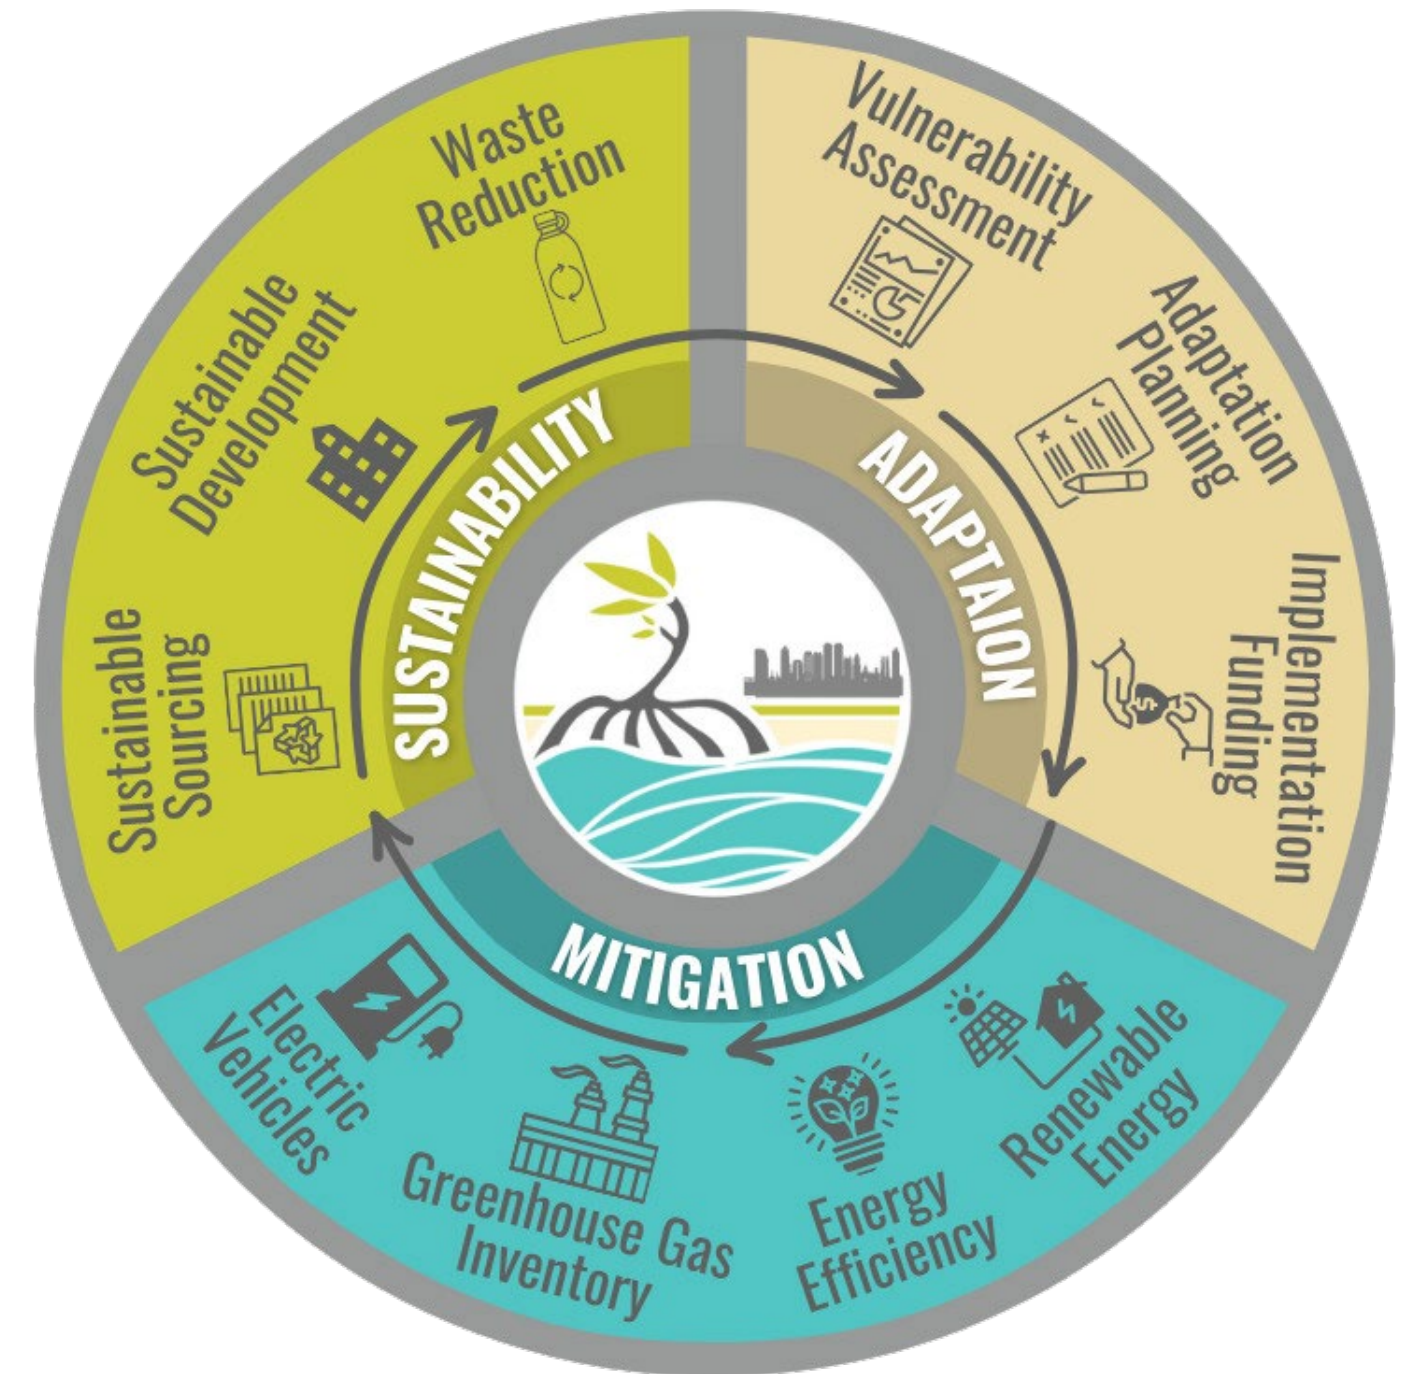 Waste
Reduction
Sustainable
Development
Sustainable
Sourcing
SUSTAINABILITY
Vulnerability
Assessment
Adaptation
Planning
Implementation
Funding
ADAPTAION
$
MITIGATION
Renewable
Energy
Energy
Efficiency
Greenhouse Gas
Inventory
Electric
Vehicles